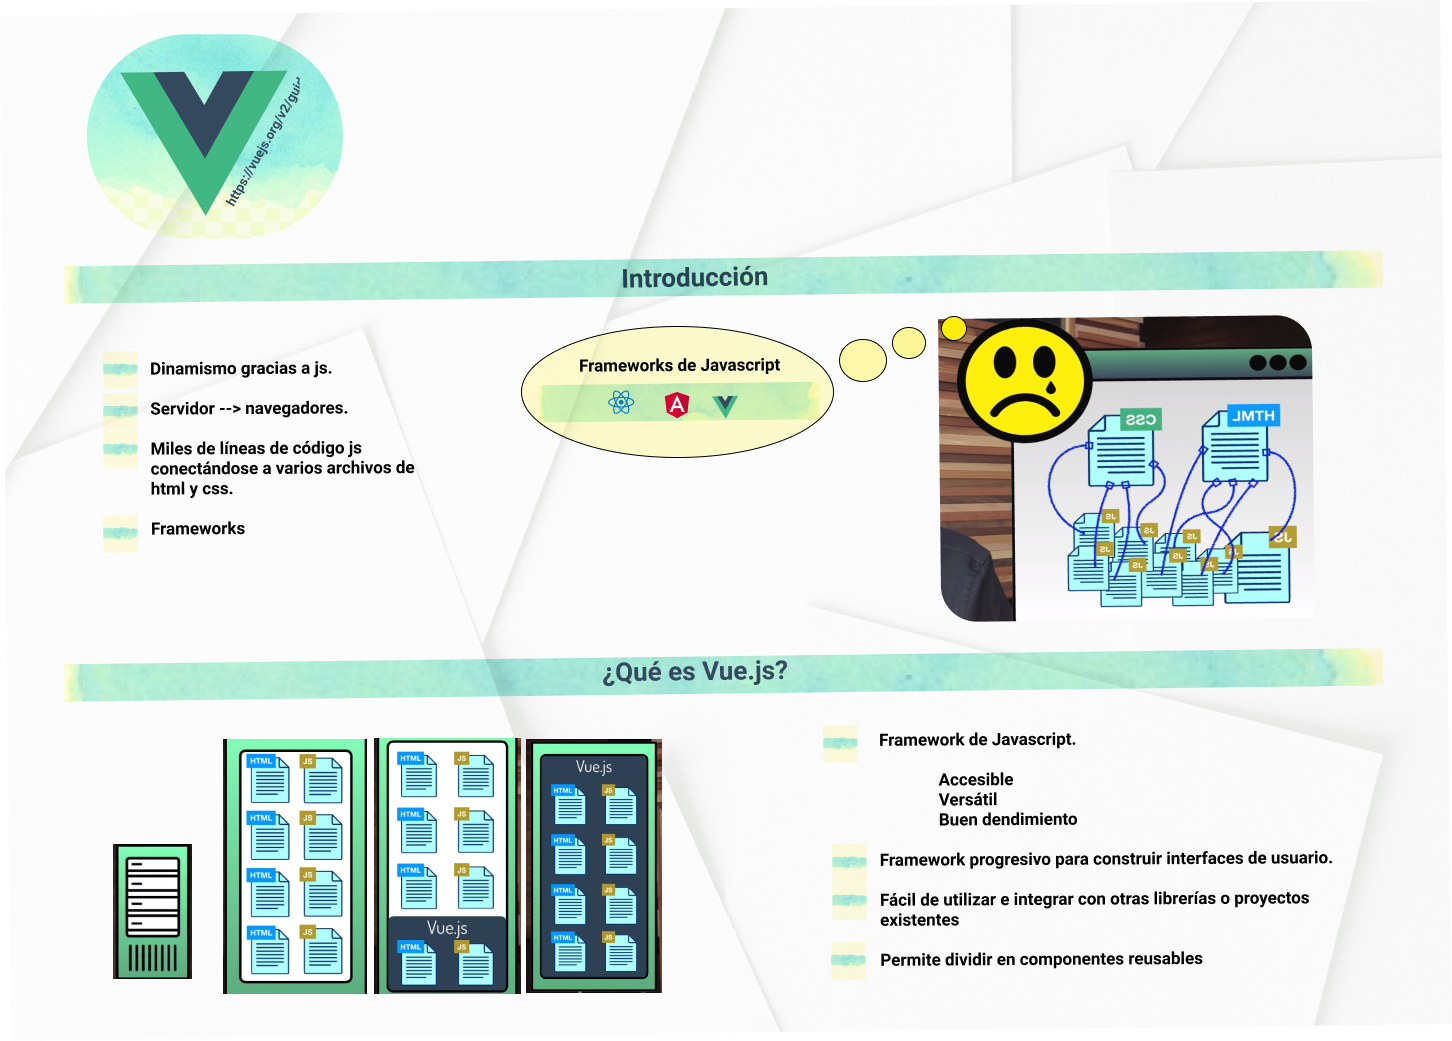 https://vuejs.org/v2/gui
Introducción
Dinamismo gracias a js.
Servidor --> navegadores.
Miles de líneas de código js
conectándose a varios archivos de
html y css.
Frameworks
Frameworks de Javascript
CSS
HTML
JS
JS
JS
JS
JS
JS
JS
JS
JS
JS
¿Qué es Vue.js?
HTML JS
HTML JS
HTML JS
HTML JS
HTML JS
HTML JS
HTML JS
Vue.js
HTML JS
Vue.js
HTML JS
HTML JS
HTML JS
HTML JS
Framework de Javascript.
Accesible
Versátil
Buen dendimiento
Framework progresivo para construir interfaces de usuario.
Fácil de utilizar e integrar con otras librerías o proyectos
existentes
Permite dividir en componentes reusables